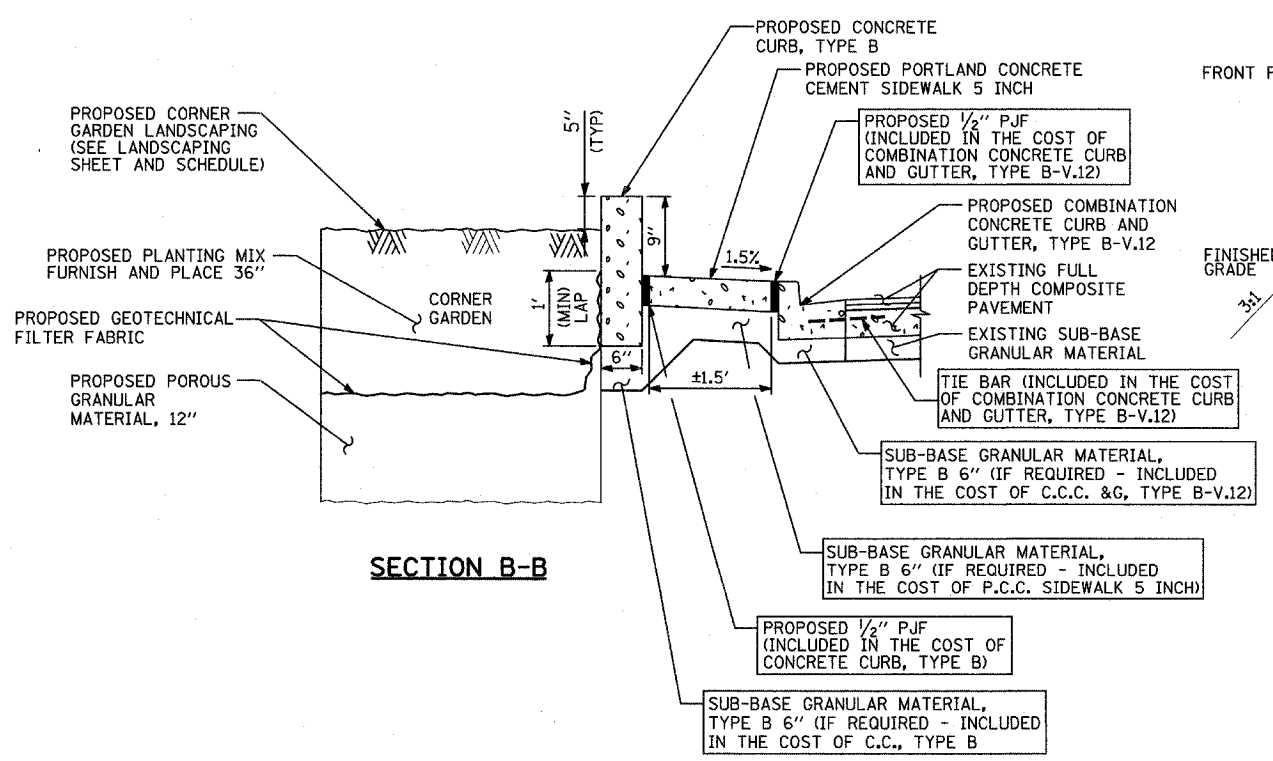 PROPOSED CONCRETE
CURB, TYPE B
PROPOSED PORTLAND CONCRETE
CEMENT SIDEWALK 5 INCH
FRONT F
PROPOSED CORNER
GARDEN LANDSCAPING
(SEE LANDSCAPING
SHEET AND SCHEDULE)
5"
(TYP)
PROPOSED 1/2" PJF
(INCLUDED IN THE COST OF
COMBINATION CONCRETE CURB
AND GUTTER, TYPE B-V.12)
PROPOSED COMBINATION
CONCRETE CURB AND
GUTTER, TYPE B-V.12
9"
1.5%
PROPOSED PLANTING MIX
FURNISH AND PLACE 36"
EXISTING FULL
DEPTH COMPOSITE
PAVEMENT
FINISHE
GRADE
3:1
CORNER
GARDEN
1'
(MIN)
LAP
PROPOSED GEOTECHNICAL
FILTER FABRIC
EXISTING SUB-BASE
GRANULAR MATERIAL
6"
±1.5'
PROPOSED POROUS
GRANULAR
MATERIAL, 12"
TIE BAR (INCLUDED IN THE COST
OF COMBINATION CONCRETE CURB
AND GUTTER, TYPE B-V.12)
SUB-BASE GRANULAR MATERIAL,
TYPE B 6" (IF REQUIRED - INCLUDED
IN THE COST OF C.C.C. &G, TYPE B-V.12)
SECTION B-B
SUB-BASE GRANULAR MATERIAL,
TYPE B 6" (IF REQUIRED - INCLUDED
IN THE COST OF P.C.C. SIDEWALK 5 INCH)
PROPOSED 1/2" PJF
(INCLUDED IN THE COST OF
CONCRETE CURB, TYPE B)
SUB-BASE GRANULAR MATERIAL,
TYPE B 6" (IF REQUIRED - INCLUDED
IN THE COST OF C.C., TYPE B